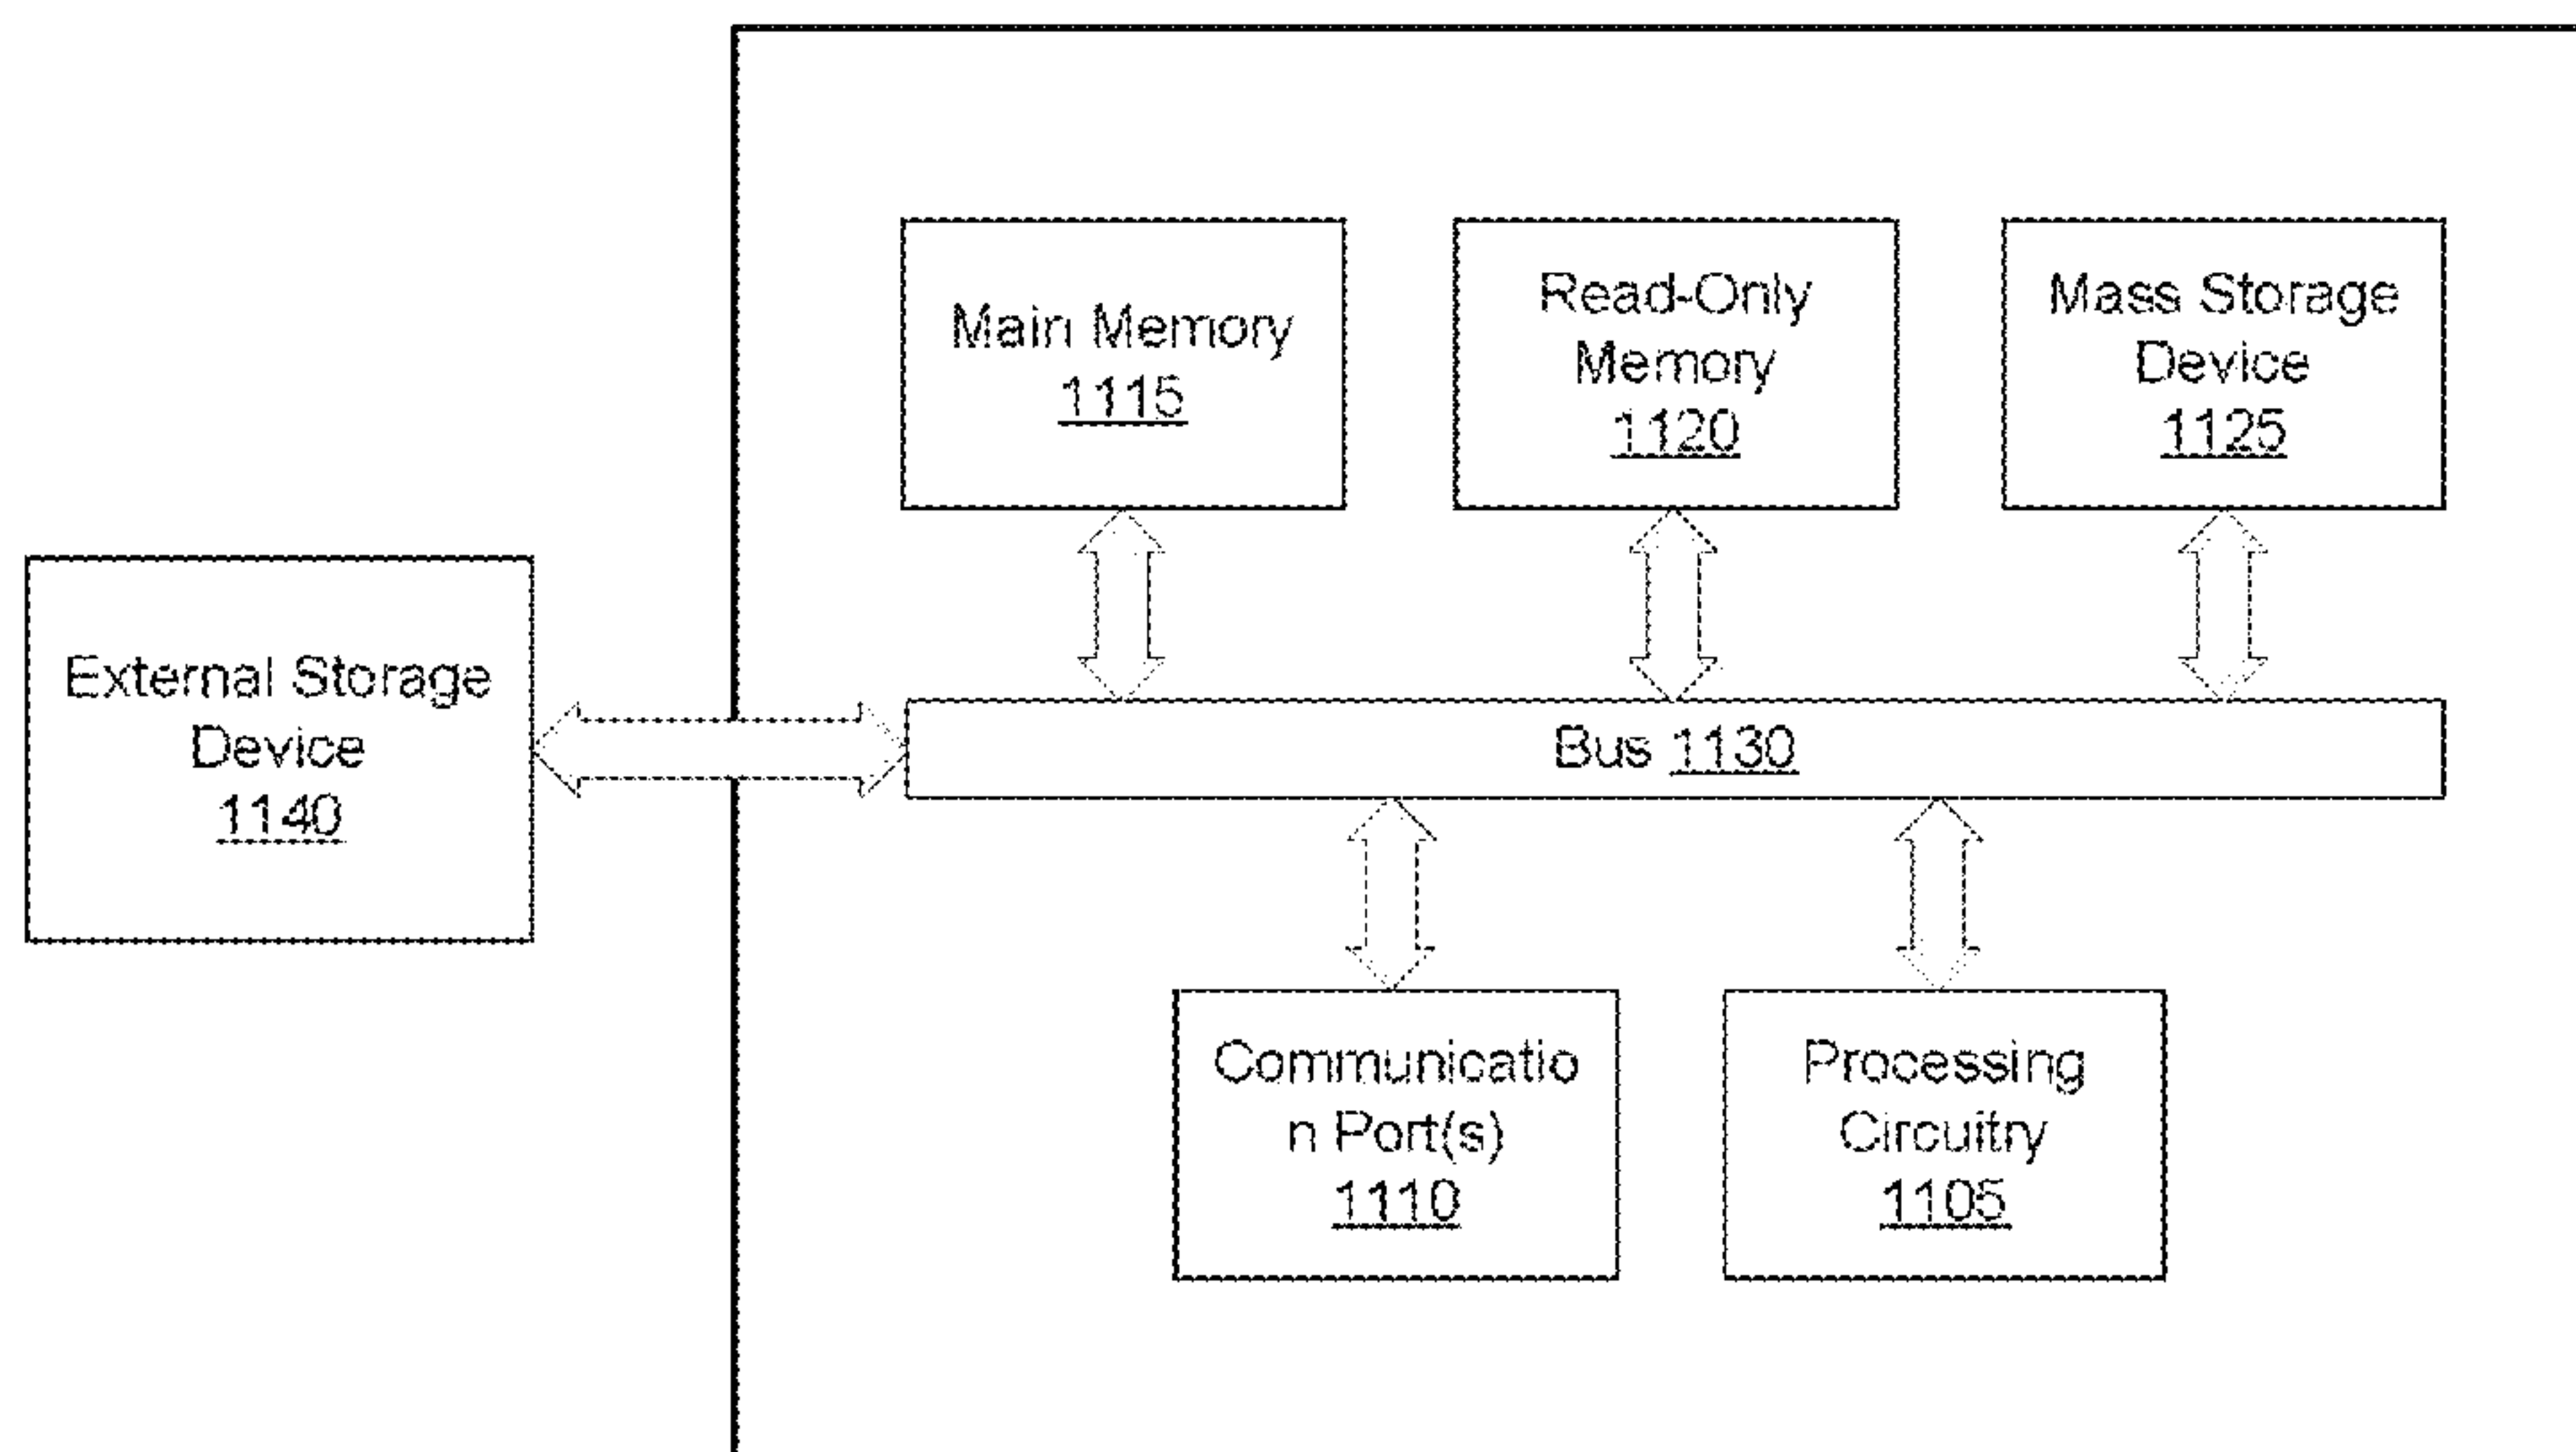 Main Memory
1115
Read-Only
Memory
1120
Mass Storage
Device
1125
External Storage
Device
1140
Bus 1130
Communicatio
n Port(s)
1110
Processing
Circuitry
1105